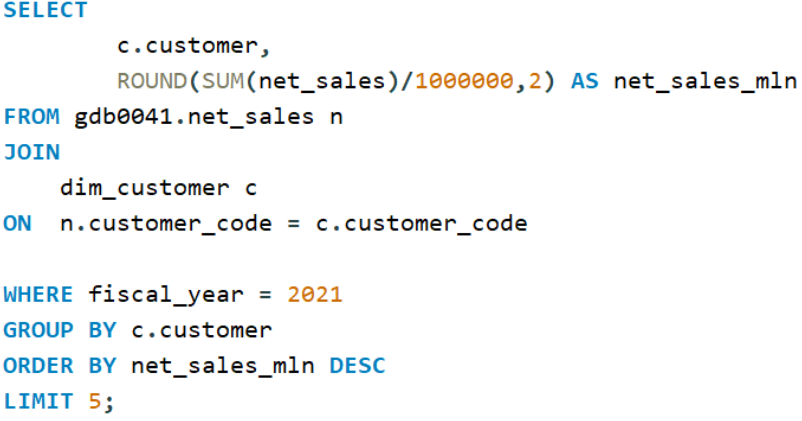 SELECT
        c.customer,
        ROUND(SUM(net_sales)/1000000,2) AS net_sales_mln
FROM gdb0041.net_sales n
JOIN
    dim_customer c
ON  n.customer_code = c.customer_code

WHERE fiscal_year = 2021
GROUP BY c.customer
ORDER BY net_sales_mln DESC
LIMIT 5;